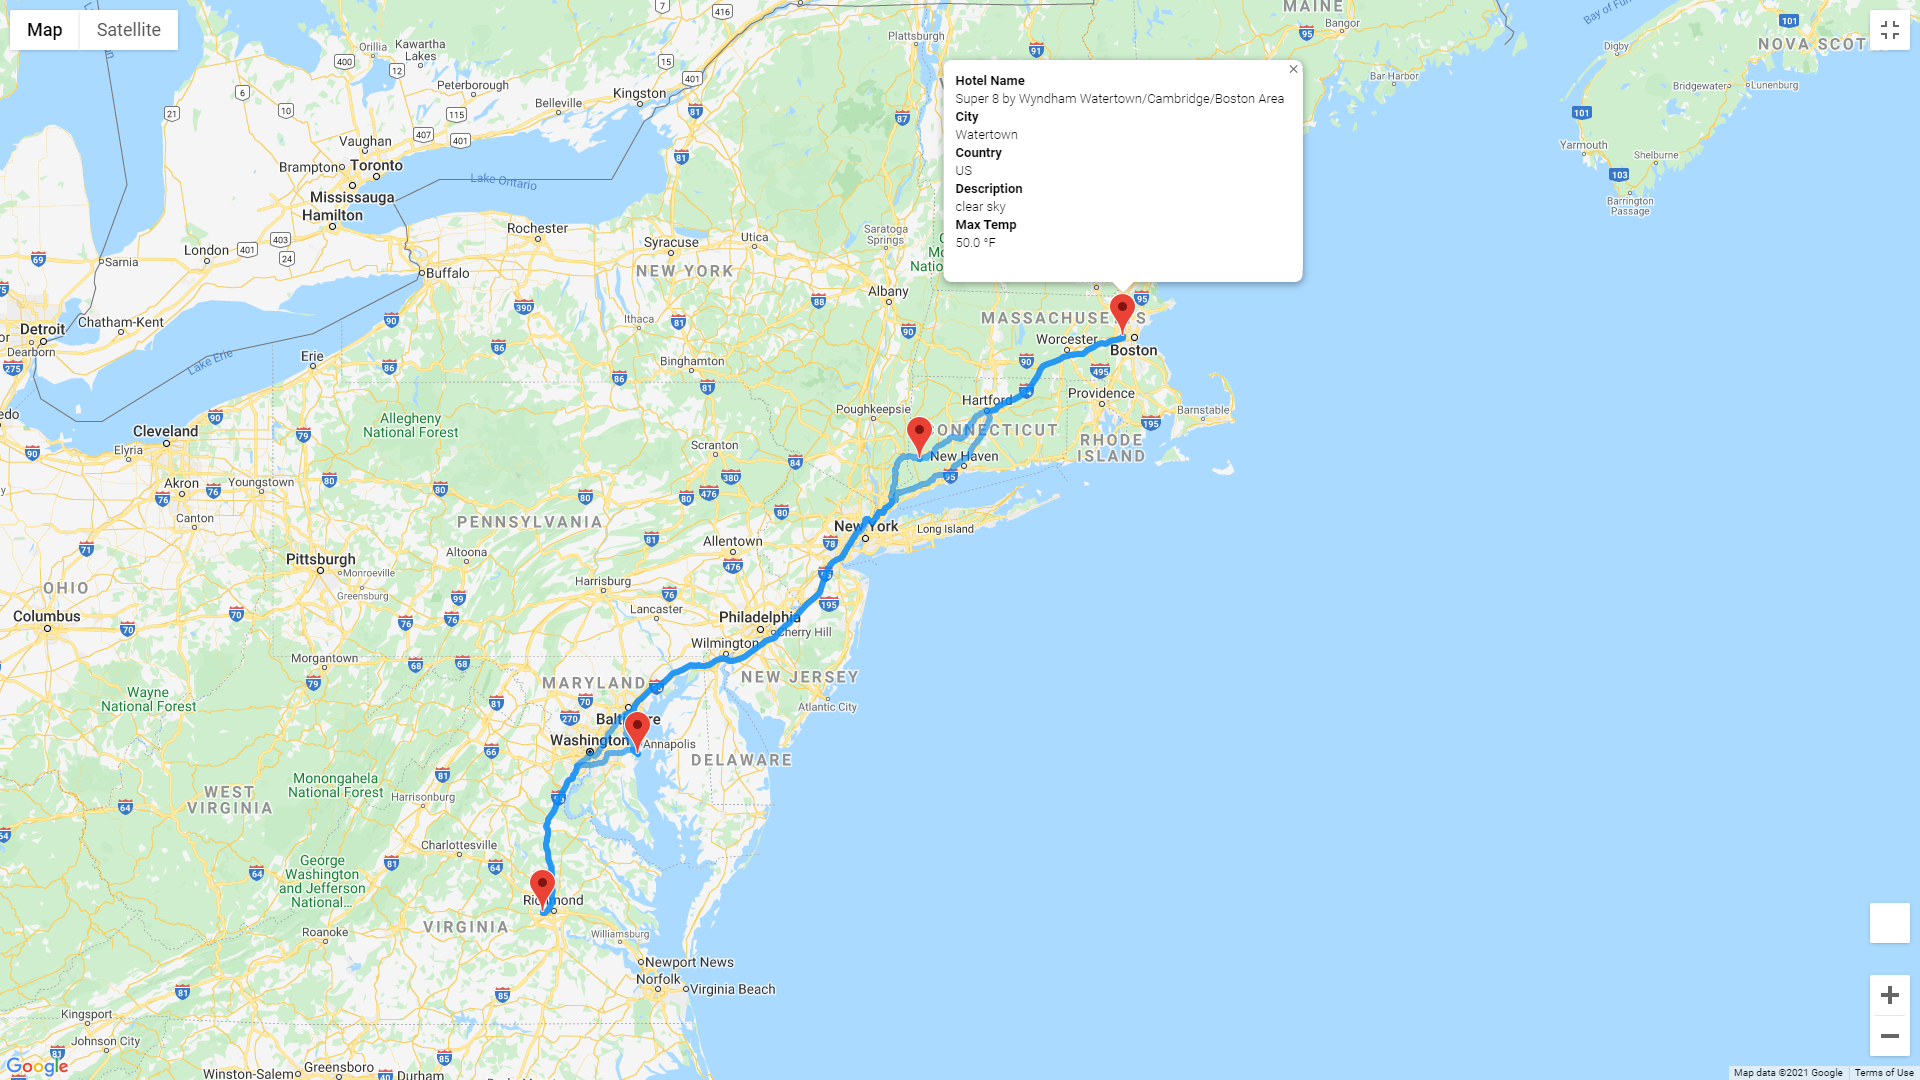 Map
Satellite
Hotel Name
Super 8 by Wyndham Watertown/Cambridge/Boston Area
City
Watertown
Country
US
Description
clear sky
Max Temp
50.0 °F
MAINE
Bangor
Bar Harbor
NOVA SCOT
Digby
Bridgewater
Lunenburg
Yarmouth
Shelburne
Barrington
Passage
Plattsburgh
Orillia
Kawartha
Lakes
Peterborough
Belleville
Kingston
Vaughan
Brampton
Toronto
Mississauga
Hamilton
Lake Ontario
London
Sarnia
Buffalo
Rochester
Syracuse
Utica
Saratoga
Springs
NEW YORK
Albany
Detroit
Dearborn
Chatham-Kent
Lake Erie
Erie
Ithaca
Binghamton
Worcester
Boston
Providence
Barnstable
Hartford
Poughkeepsie
CONNECTICUT
RHODE
ISLAND
New Haven
Allegheny
National Forest
Scranton
Cleveland
Elyria
Akron
Youngstown
Canton
PENNSYLVANIA
New York
Long Island
Allentown
Altoona
Pittsburgh
Monroeville
Greensburg
Harrisburg
Lancaster
OHIO
Columbus
Philadelphia
Cherry Hill
Wilmington
Morgantown
MARYLAND
NEW JERSEY
Atlantic City
Wayne
National Forest
Washington
Annapolis
DELAWARE
WEST
VIRGINIA
Monongahela
National Forest
Harrisonburg
Charlottesville
George
Washington
and Jefferson
National...
VIRGINIA
Roanoke
Williamsburg
Newport News
Norfolk
Virginia Beach
Kingsport
Johnson City
Winston-Salem
Greensboro
Durham
Google
Map data ©2021 Google
Terms of Use